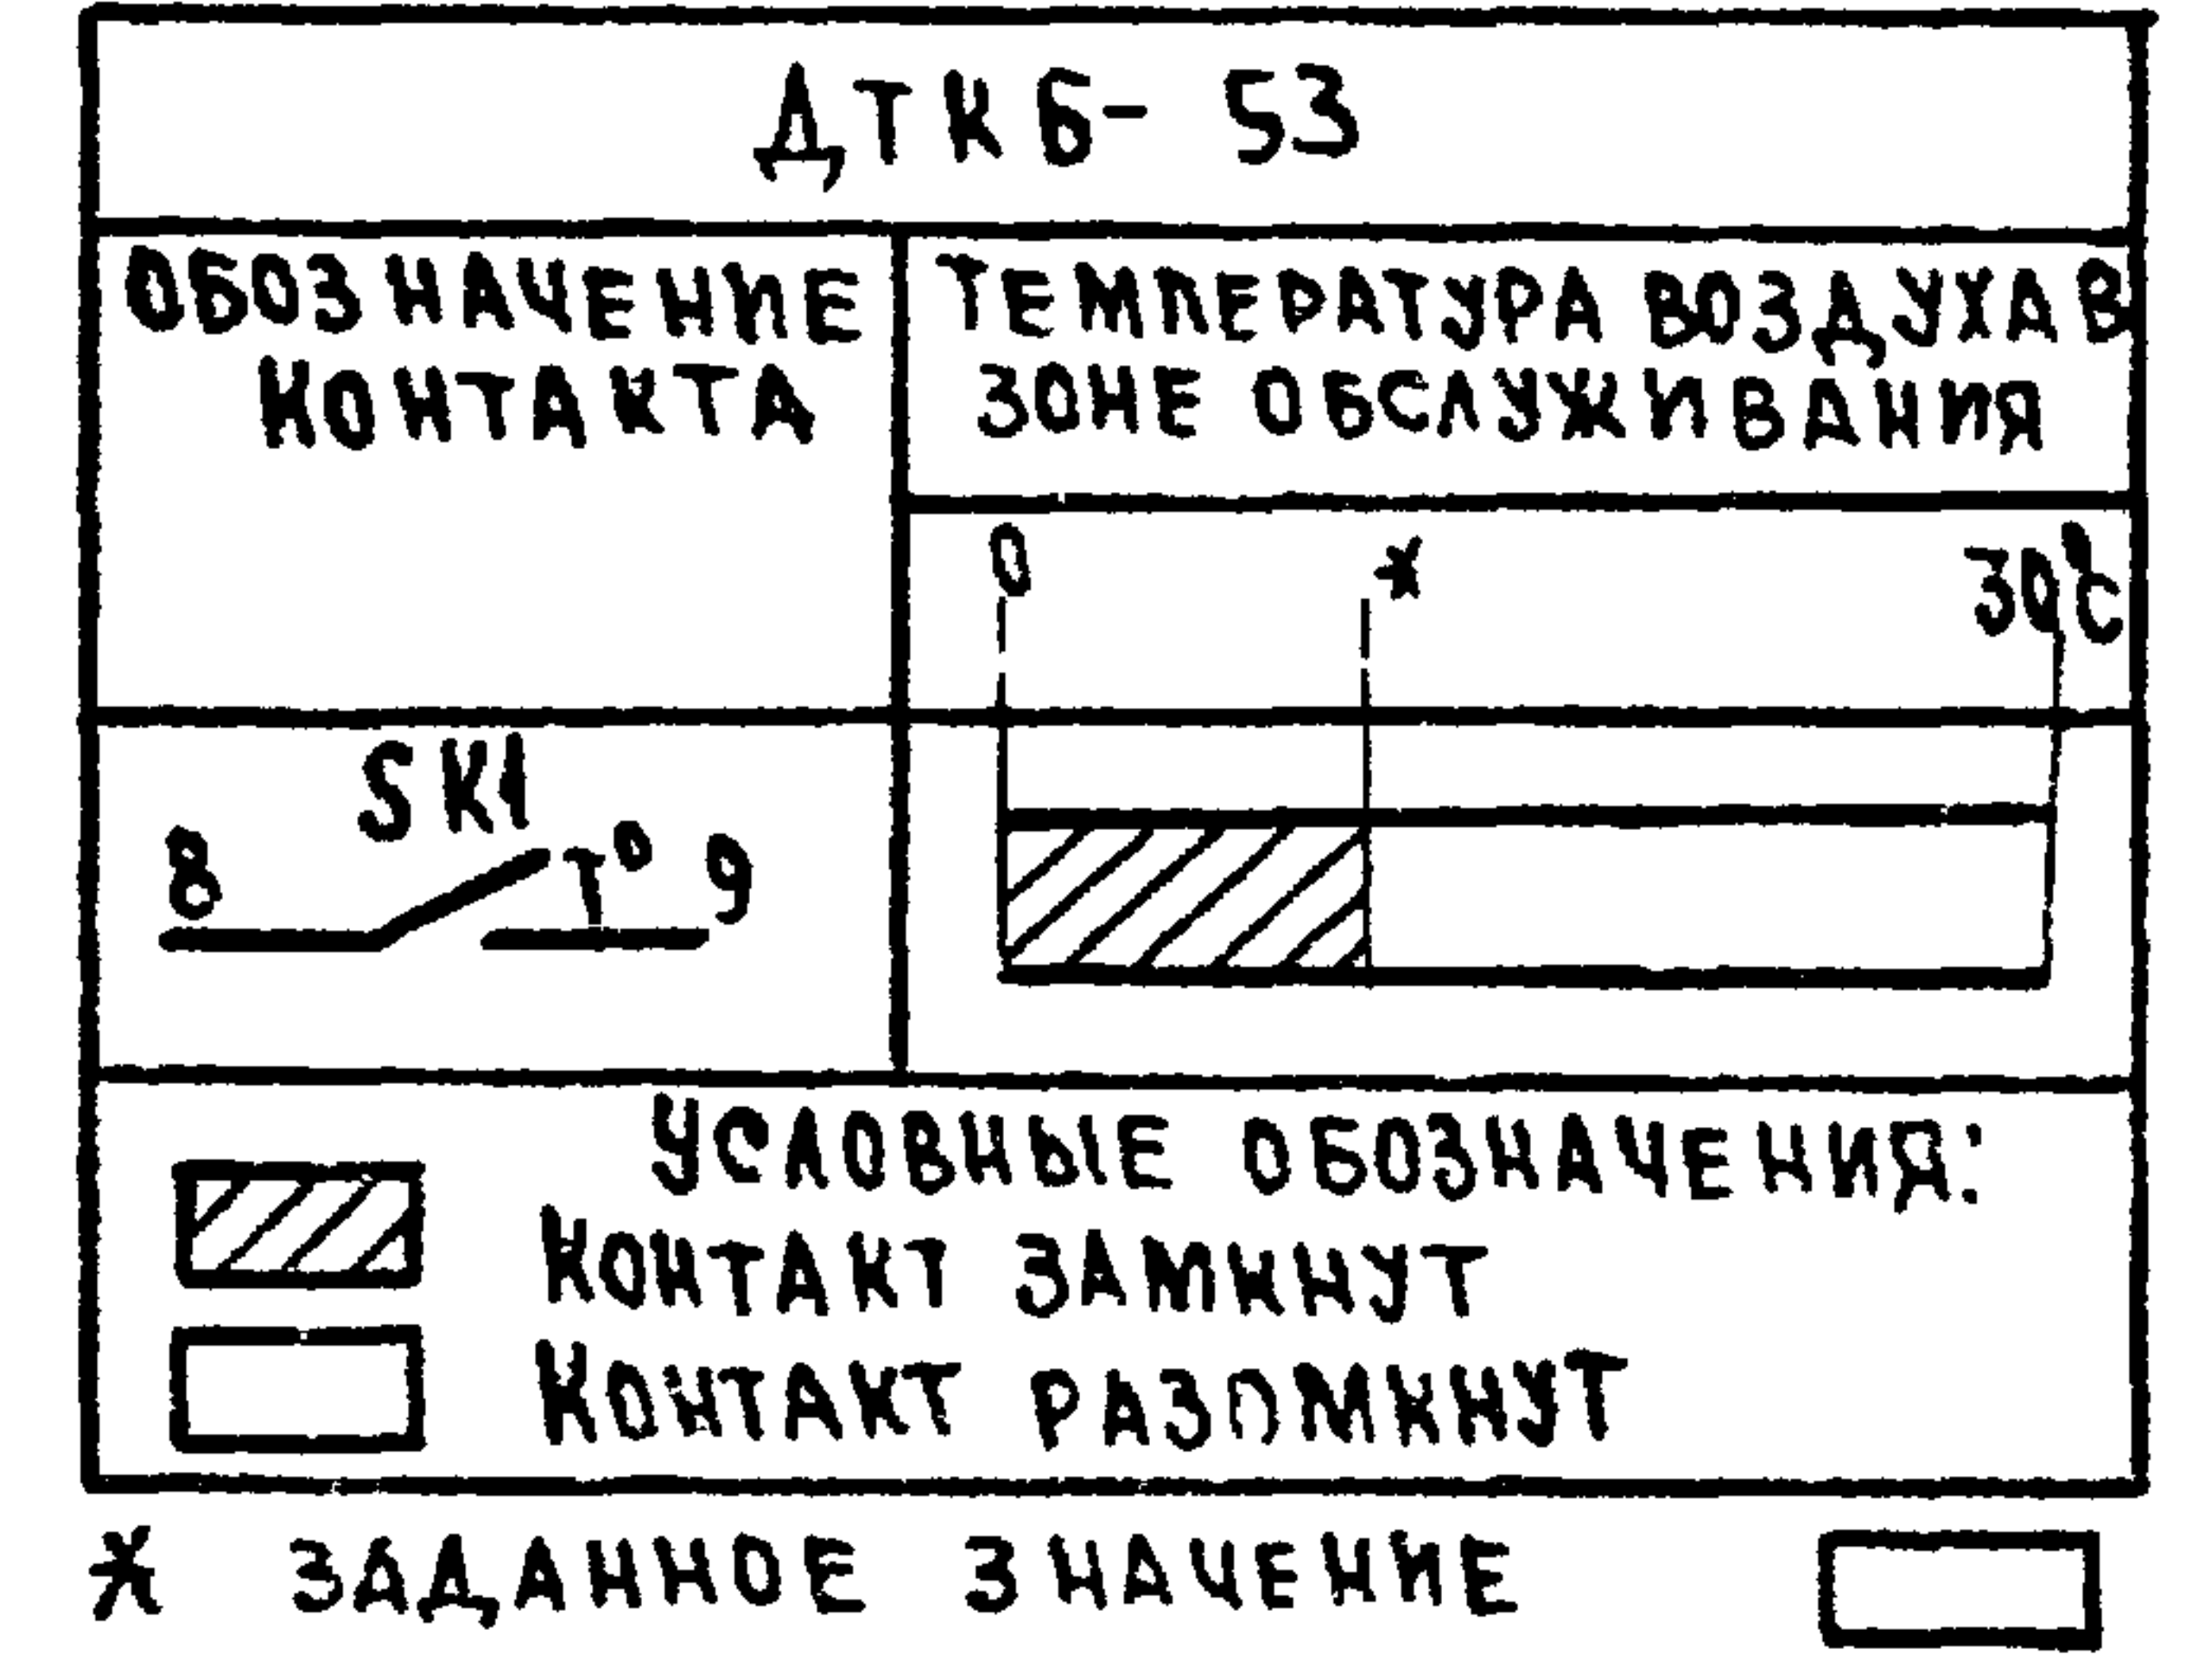 ДТКБ-53
ОБОЗНАЧЕНИЕ
КОНТАКТА
ТЕМПЕРАТУРА ВОЗДУХА В
ЗОНЕ ОБСЛУЖИВАНИЯ
0 * 30°C
SK1
8 T° 9
УСЛОВНЫЕ ОБОЗНАЧЕНИЯ:
КОНТАКТ ЗАМКНУТ
КОНТАКТ РАЗОМКНУТ
* ЗАДАННОЕ ЗНАЧЕНИЕ